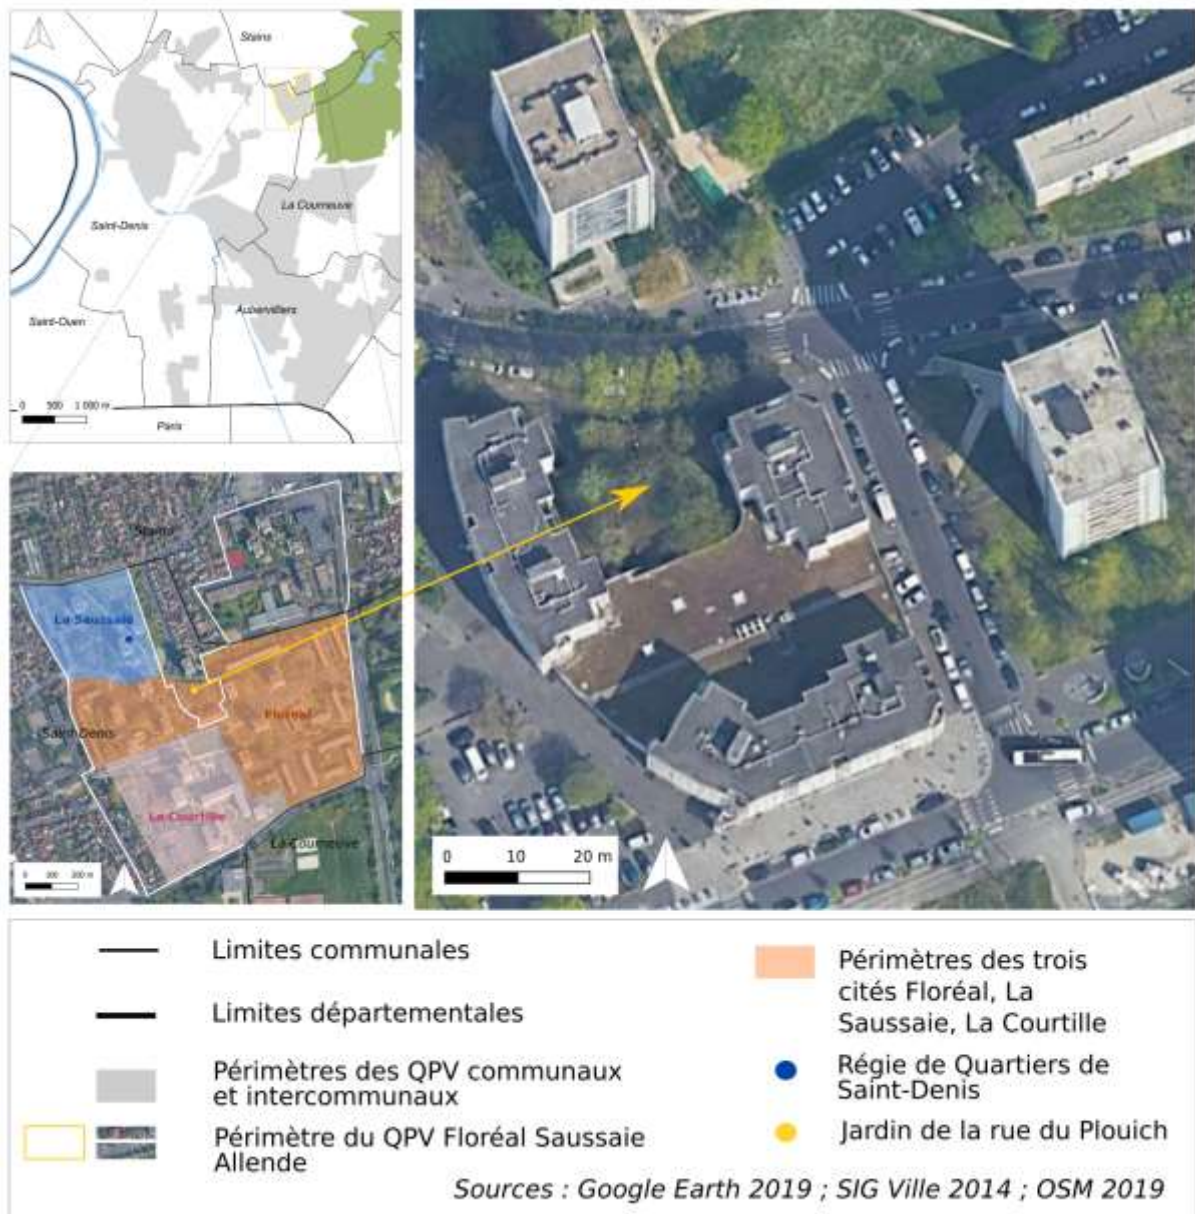 Stains
La Courneuve
Saint-Denis
Saint-Ouen
Aubervilliers
0 500 1 000 m
Paris
Stains
La Saussaie
Floréal
Saint-Denis
La Courtille
La Courneuve
0 100 200 m
0 10 20 m
Limites communales
Limites départementales
Périmètres des QPV communaux
et intercommunaux
Périmètre du QPV Floréal Saussaie
Allende
Périmètres des trois
cités Floréal, La
Saussaie, La Courtille
Régie de Quartiers de
Saint-Denis
Jardin de la rue du Plouich
Sources : Google Earth 2019 ; SIG Ville 2014 ; OSM 2019